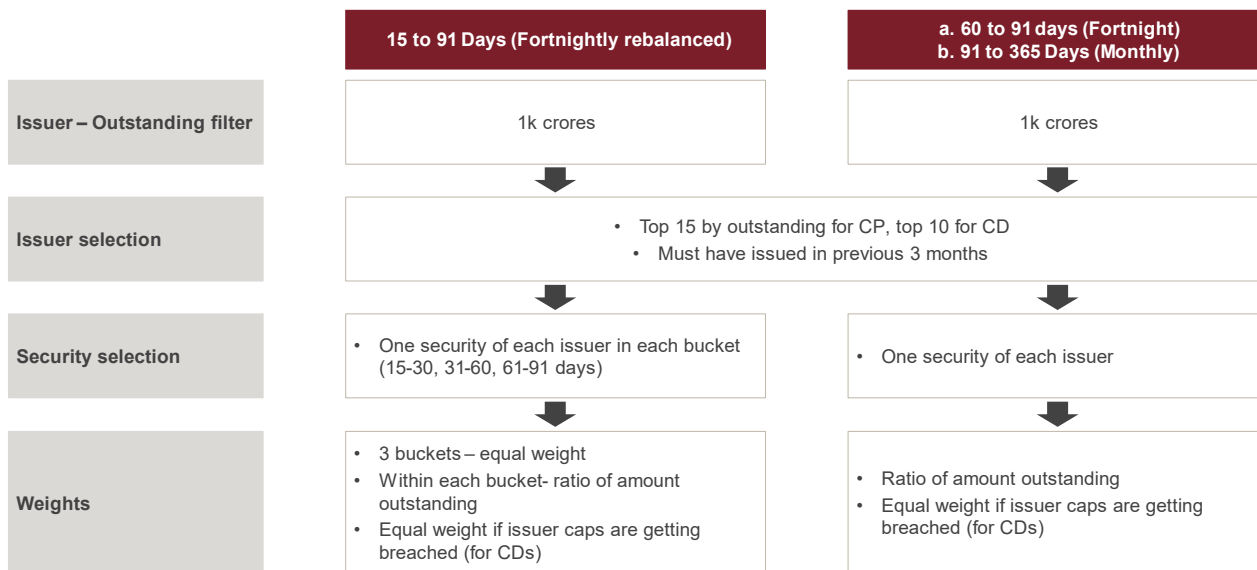 15 to 91 Days (Fortnightly rebalanced)
a. 60 to 91 days (Fortnight)
b. 91 to 365 Days (Monthly)
Issuer – Outstanding filter
1k crores
1k crores
Issuer selection
• Top 15 by outstanding for CP, top 10 for CD
• Must have issued in previous 3 months
Security selection
• One security of each issuer in each bucket
(15-30, 31-60, 61-91 days)
• One security of each issuer
Weights
• 3 buckets – equal weight
• Within each bucket- ratio of amount
outstanding
• Equal weight if issuer caps are getting
breached (for CDs)
• Ratio of amount outstanding
• Equal weight if issuer caps are getting
breached (for CDs)